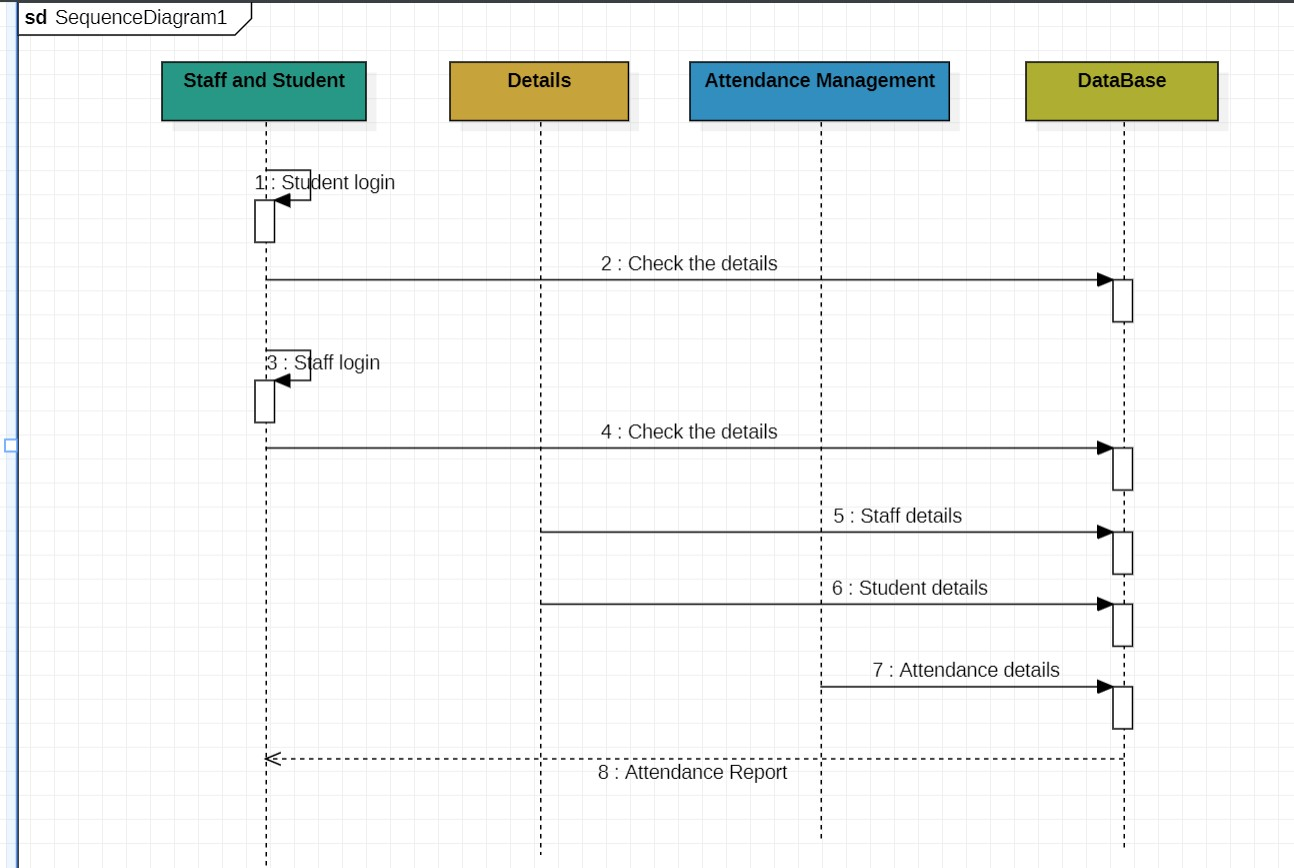 sd SequenceDiagram1
Staff and Student
Details
Attendance Management
DataBase
1 : Student login
2 : Check the details
3 : Staff login
4 : Check the details
5 : Staff details
6 : Student details
7 : Attendance details
8 : Attendance Report